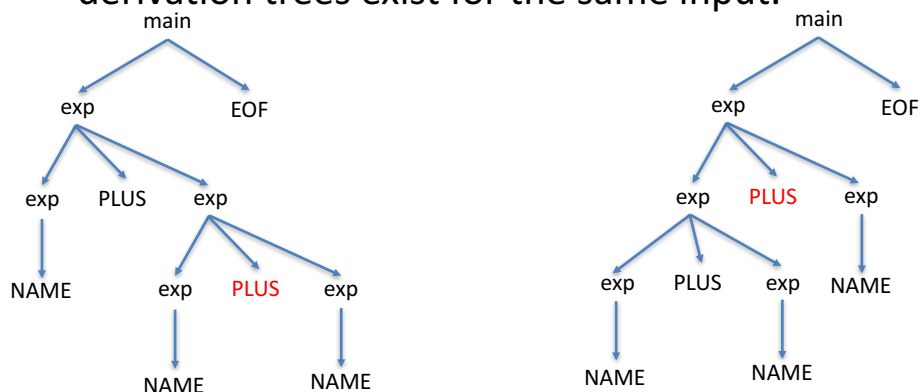 derivation trees exist for the same input.
main main
exp EOF exp EOF
exp PLUS exp exp PLUS exp
NAME exp PLUS exp exp PLUS exp NAME
NAME NAME NAME NAME